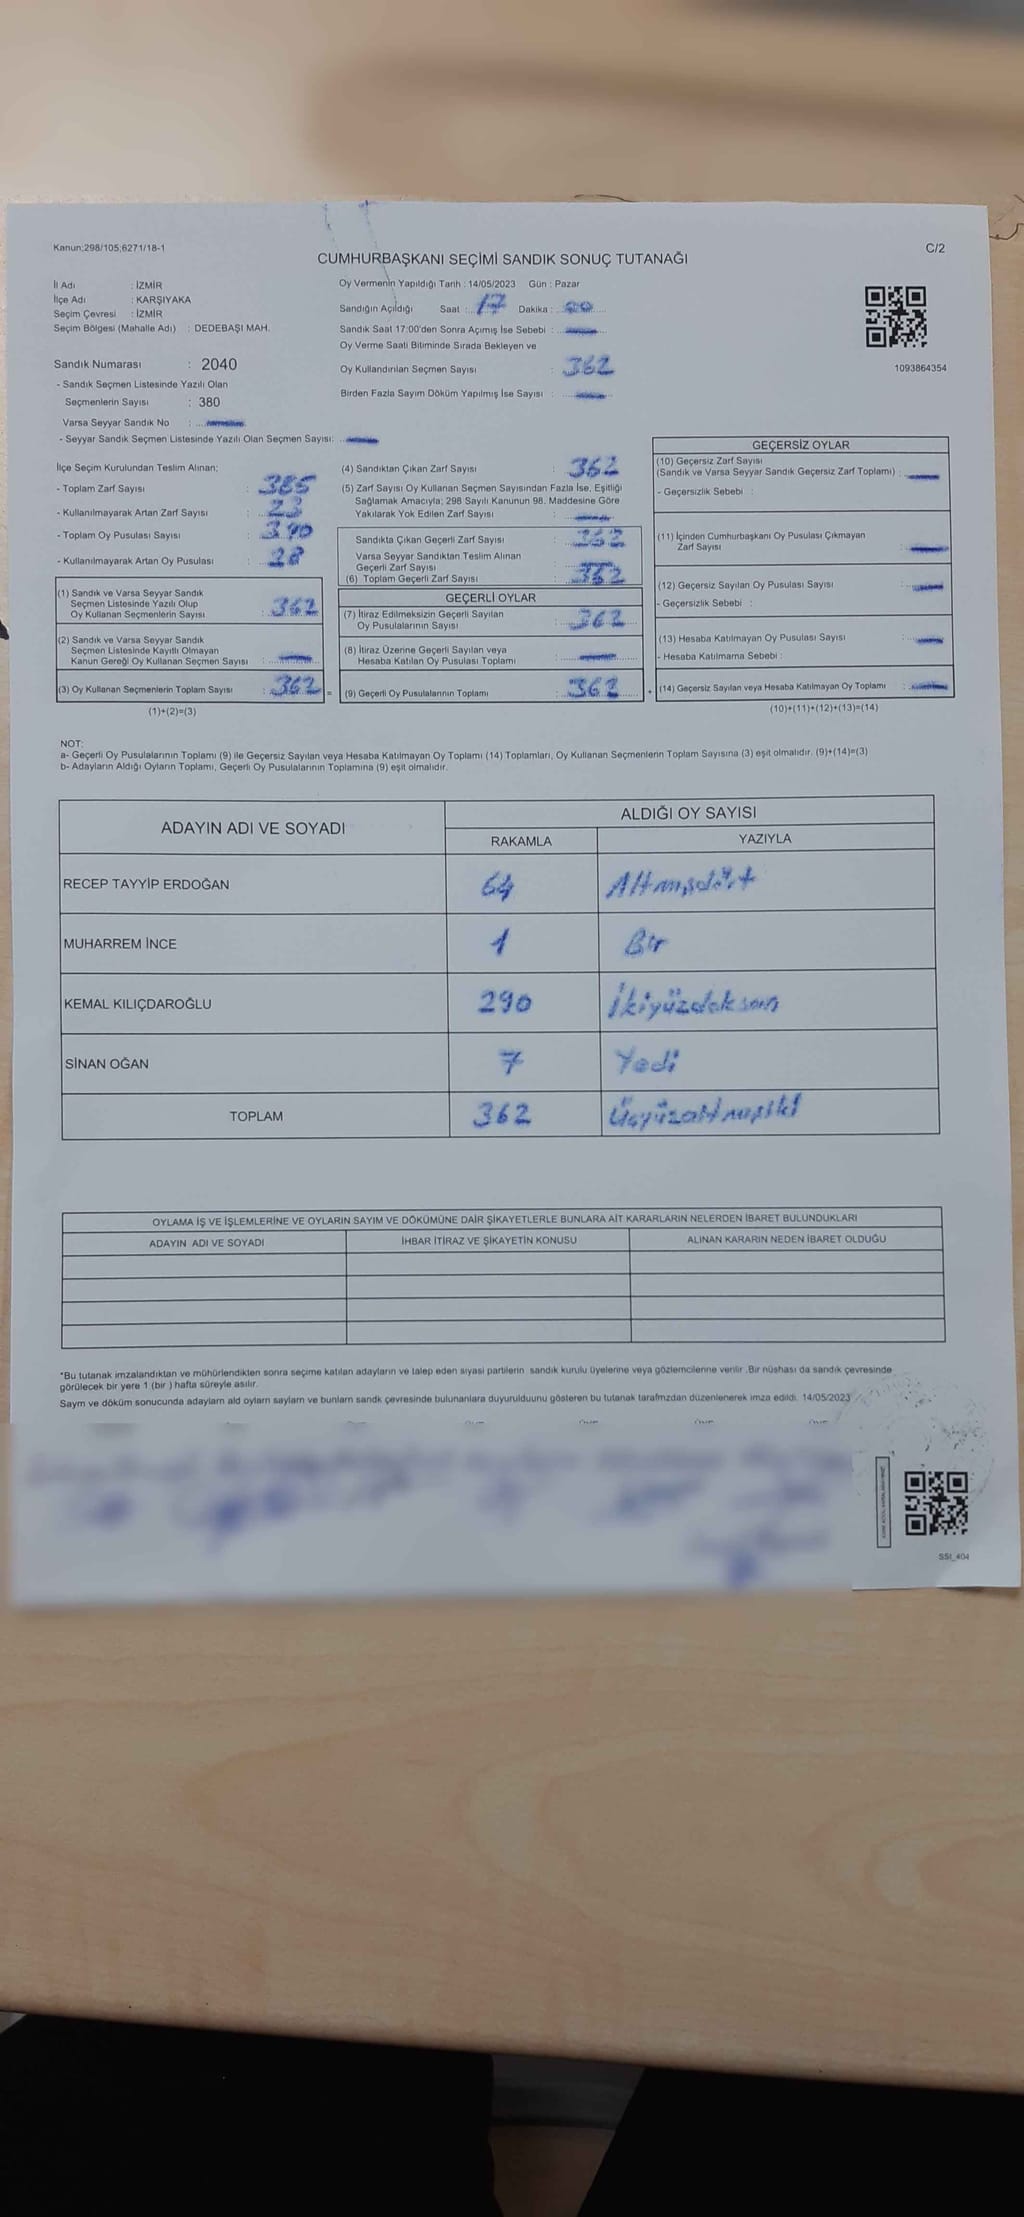 Kanun:298/105;6271/18-1
C/2
CUMHURBAŞKANI SEÇİMİ SANDIK SONUÇ TUTANAĞI
İl Adı : İZMİR
İlçe Adı : KARŞIYAKA
Seçim Çevresi : İZMİR
Seçim Bölgesi (Mahalle Adı) : DEDEBAŞI MAH.
Sandık Numarası : 2040
- Sandık Seçmen Listesinde Yazılı Olan
Seçmenlerin Sayısı : 380
Varsa Seyyar Sandık No :
- Seyyar Sandık Seçmen Listesinde Yazılı Olan Seçmen Sayısı:
Oy Vermenin Yapıldığı Tarih : 14/05/2023 Gün : Pazar
Sandığın Açıldığı Saat : 17 Dakika : 00
Sandık Saat 17:00'den Sonra Açımış İse Sebebi :
Oy Verme Saati Bitiminde Sırada Bekleyen ve
Oy Kullandırılan Seçmen Sayısı : 362
Birden Fazla Sayım Döküm Yapılmış İse Sayısı :
1093864354
İlçe Seçim Kurulundan Teslim Alınan;
- Toplam Zarf Sayısı : 385
- Kullanılmayarak Artan Zarf Sayısı : 23
- Toplam Oy Pusulası Sayısı : 390
- Kullanılmayarak Artan Oy Pusulası : 28
(1) Sandık ve Varsa Seyyar Sandık
Seçmen Listesinde Yazılı Olup
Oy Kullanan Seçmenlerin Sayısı : 362
(2) Sandık ve Varsa Seyyar Sandık
Seçmen Listesinde Kayıtlı Olmayan
Kanun Gereği Oy Kullanan Seçmen Sayısı :
(3) Oy Kullanan Seçmenlerin Toplam Sayısı : 362 =
(1)+(2)=(3)
(4) Sandıktan Çıkan Zarf Sayısı : 362
(5) Zarf Sayısı Oy Kullanan Seçmen Sayısından Fazla İse, Eşitliği
Sağlamak Amacıyla; 298 Sayılı Kanunun 98. Maddesine Göre
Yakılarak Yok Edilen Zarf Sayısı :
Sandıkta Çıkan Geçerli Zarf Sayısı : 362
Varsa Seyyar Sandıktan Teslim Alınan
Geçerli Zarf Sayısı :
(6) Toplam Geçerli Zarf Sayısı : 362
GEÇERLİ OYLAR
(7) İtiraz Edilmeksizin Geçerli Sayılan
Oy Pusulalarının Sayısı : 362
(8) İtiraz Üzerine Geçerli Sayılan veya
Hesaba Katılan Oy Pusulası Toplamı :
(9) Geçerli Oy Pusulalarının Toplamı : 362 +
GEÇERSİZ OYLAR
(10) Geçersiz Zarf Sayısı
(Sandık ve Varsa Seyyar Sandık Geçersiz Zarf Toplamı) :
- Geçersizlik Sebebi :
(11) İçinden Cumhurbaşkanı Oy Pusulası Çıkmayan
Zarf Sayısı :
(12) Geçersiz Sayılan Oy Pusulası Sayısı :
- Geçersizlik Sebebi :
(13) Hesaba Katılmayan Oy Pusulası Sayısı :
- Hesaba Katılmama Sebebi :
(14) Geçersiz Sayılan veya Hesaba Katılmayan Oy Toplamı :
(10)+(11)+(12)+(13)=(14)
NOT:
a- Geçerli Oy Pusulalarının Toplamı (9) ile Geçersiz Sayılan veya Hesaba Katılmayan Oy Toplamı (14) Toplamları, Oy Kullanan Seçmenlerin Toplam Sayısına (3) eşit olmalıdır. (9)+(14)=(3)
b- Adayların Aldığı Oyların Toplamı, Geçerli Oy Pusulalarının Toplamına (9) eşit olmalıdır.
ADAYIN ADI VE SOYADI
ALDIĞI OY SAYISI
RAKAMLA YAZIYLA
RECEP TAYYİP ERDOĞAN 64 Altmışdört
MUHARREM İNCE 1 Bir
KEMAL KILIÇDAROĞLU 290 İkiyüzdoksan
SİNAN OĞAN 7 Yedi
TOPLAM 362 Üçyüzaltmışiki
OYLAMA İŞ VE İŞLEMLERİNE VE OYLARIN SAYIM VE DÖKÜMÜNE DAİR ŞİKAYETLERLE BUNLARA AİT KARARLARIN NELERDEN İBARET BULUNDUKLARI
ADAYIN ADI VE SOYADI İHBAR İTİRAZ VE ŞİKAYETİN KONUSU ALINAN KARARIN NEDEN İBARET OLDUĞU
*Bu tutanak imzalandıktan ve mühürlendikten sonra seçime katılan adayların ve talep eden siyasi partilerin sandık kurulu üyelerine veya gözlemcilerine verilir .Bir nüshası da sandık çevresinde
görülecek bir yere 1 (bir ) hafta süreyle asılır.
Saym ve döküm sonucunda adaylarn ald oylarn saylarn ve bunlarn sandk çevresinde bulunanlara duyurulduunu gösteren bu tutanak tarafmzdan düzenlenerek imza edildi. 14/05/2023
SSI_404